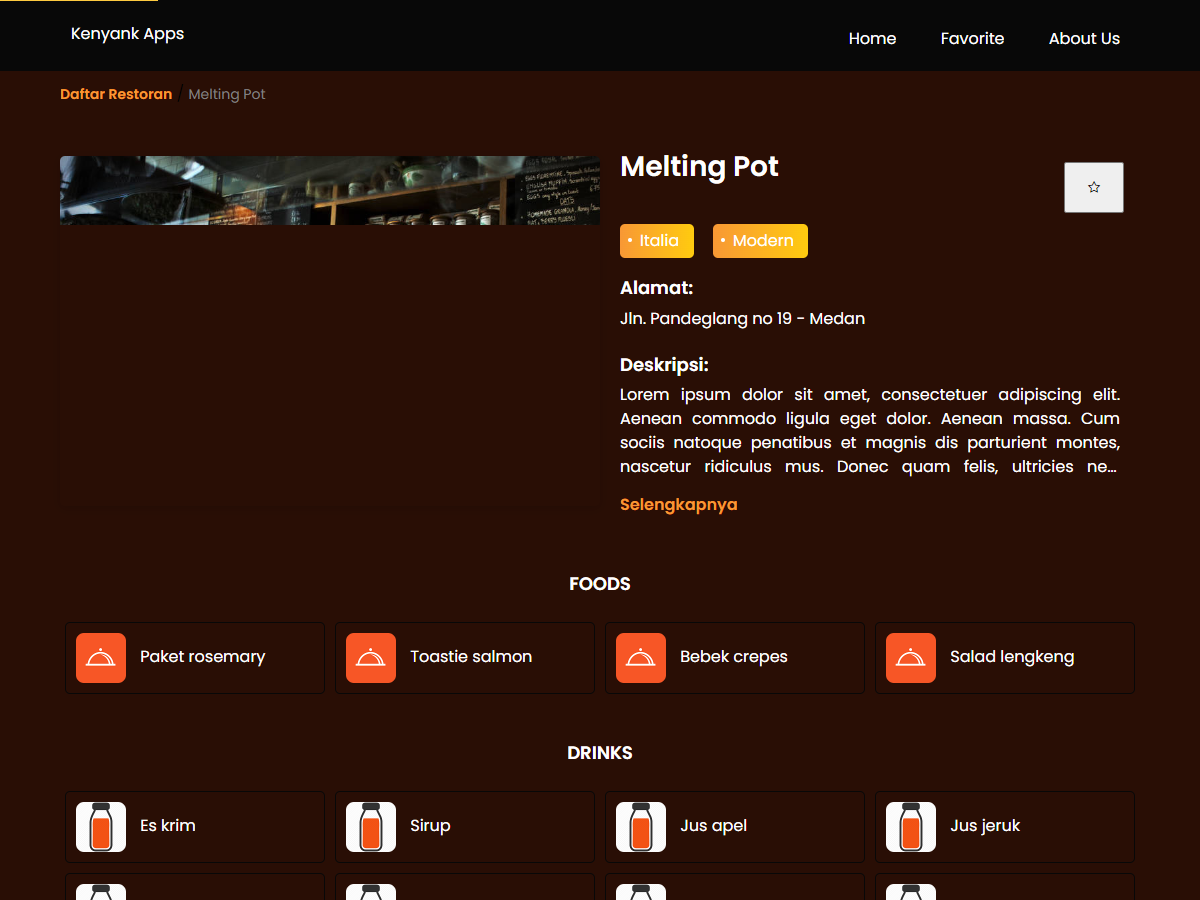 Kenyank Apps
Home Favorite About Us
Daftar Restoran / Melting Pot
Melting Pot
• Italia • Modern
Alamat:
Jln. Pandeglang no 19 - Medan
Deskripsi:
Lorem ipsum dolor sit amet, consectetuer adipiscing elit.
Aenean commodo ligula eget dolor. Aenean massa. Cum
sociis natoque penatibus et magnis dis parturient montes,
nascetur ridiculus mus. Donec quam felis, ultricies ne...
Selengkapnya
FOODS
Paket rosemary Toastie salmon Bebek crepes Salad lengkeng
DRINKS
Es krim Sirup Jus apel Jus jeruk